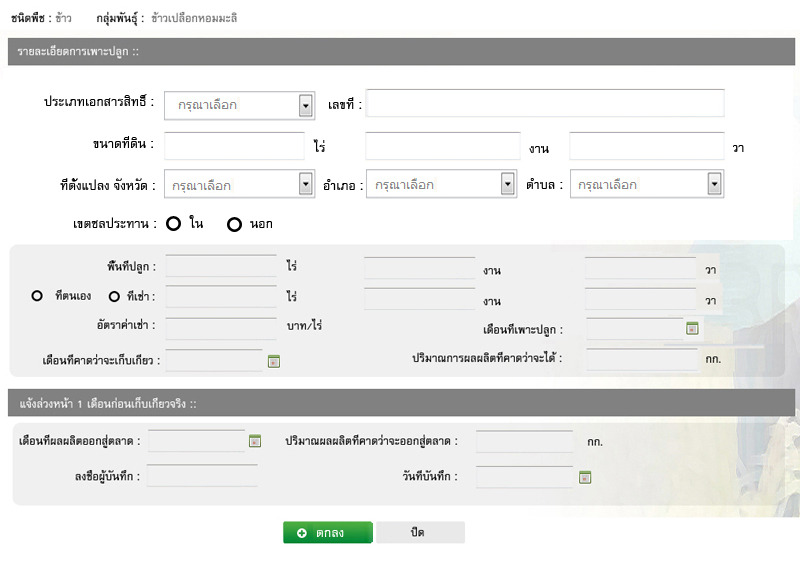 ชนิดพืช : ข้าว กลุ่มพันธุ์ : ข้าวเปลือกหอมมะลิ
รายละเอียดการเพาะปลูก ::
ประเภทเอกสารสิทธิ์ : กรุณาเลือก เลขที่ :
ขนาดที่ดิน : ไร่ งาน วา
ที่ตั้งแปลง จังหวัด : กรุณาเลือก อำเภอ : กรุณาเลือก ตำบล : กรุณาเลือก
เขตชลประทาน : ใน นอก
พื้นที่ปลูก : ไร่ งาน วา
ที่ตนเอง ที่เช่า : ไร่ งาน วา
อัตราค่าเช่า : บาท/ไร่ เดือนที่เพาะปลูก :
เดือนที่คาดว่าจะเก็บเกี่ยว : ปริมาณการผลผลิตที่คาดว่าจะได้ : กก.
แจ้งล่วงหน้า 1 เดือนก่อนเก็บเกี่ยวจริง ::
เดือนที่ผลผลิตออกสู่ตลาด : ปริมาณผลผลิตที่คาดว่าจะออกสู่ตลาด : กก.
ลงชื่อผู้บันทึก : วันที่บันทึก :
ตกลง ปิด